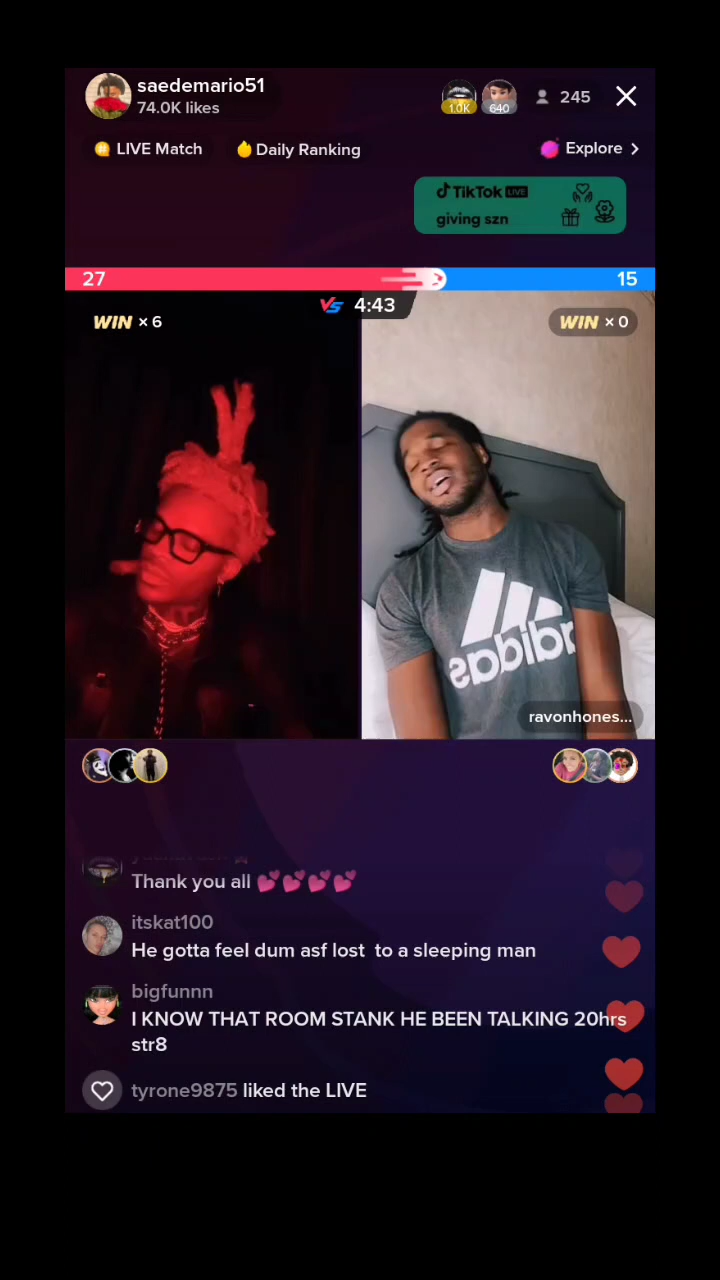 saedemario51
74.0K likes
1.0K
640
245
LIVE Match
Daily Ranking
Explore
TikTok LIVE
giving szn
27
15
VS 4:43
WIN × 6
WIN × 0
adidas
ravonhones...
Thank you all 💕💕💕💕
itskat100
He gotta feel dum asf lost to a sleeping man
bigfunnn
I KNOW THAT ROOM STANK HE BEEN TALKING 20hrs
str8
tyrone9875 liked the LIVE